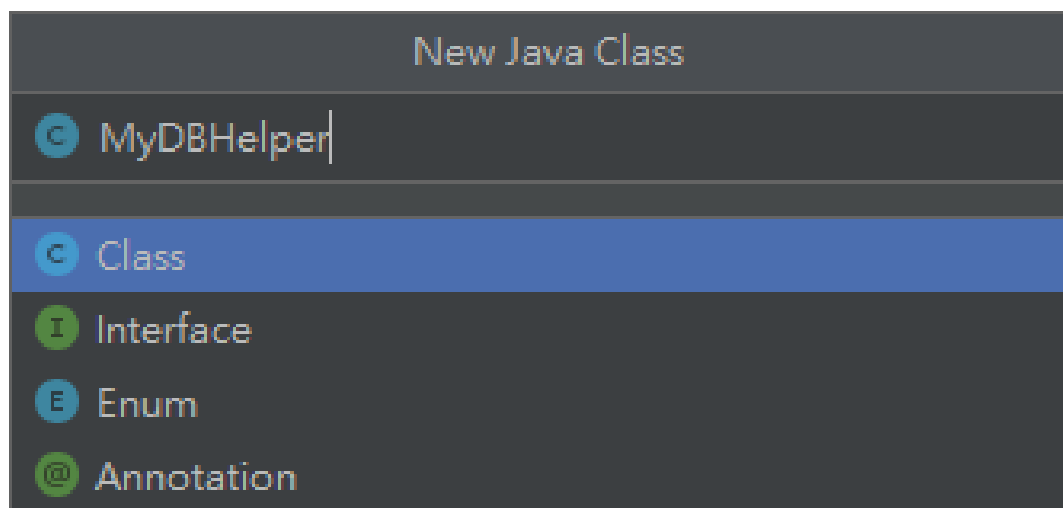 New Java Class
C MyDBHelper
C Class
I Interface
E Enum
@ Annotation